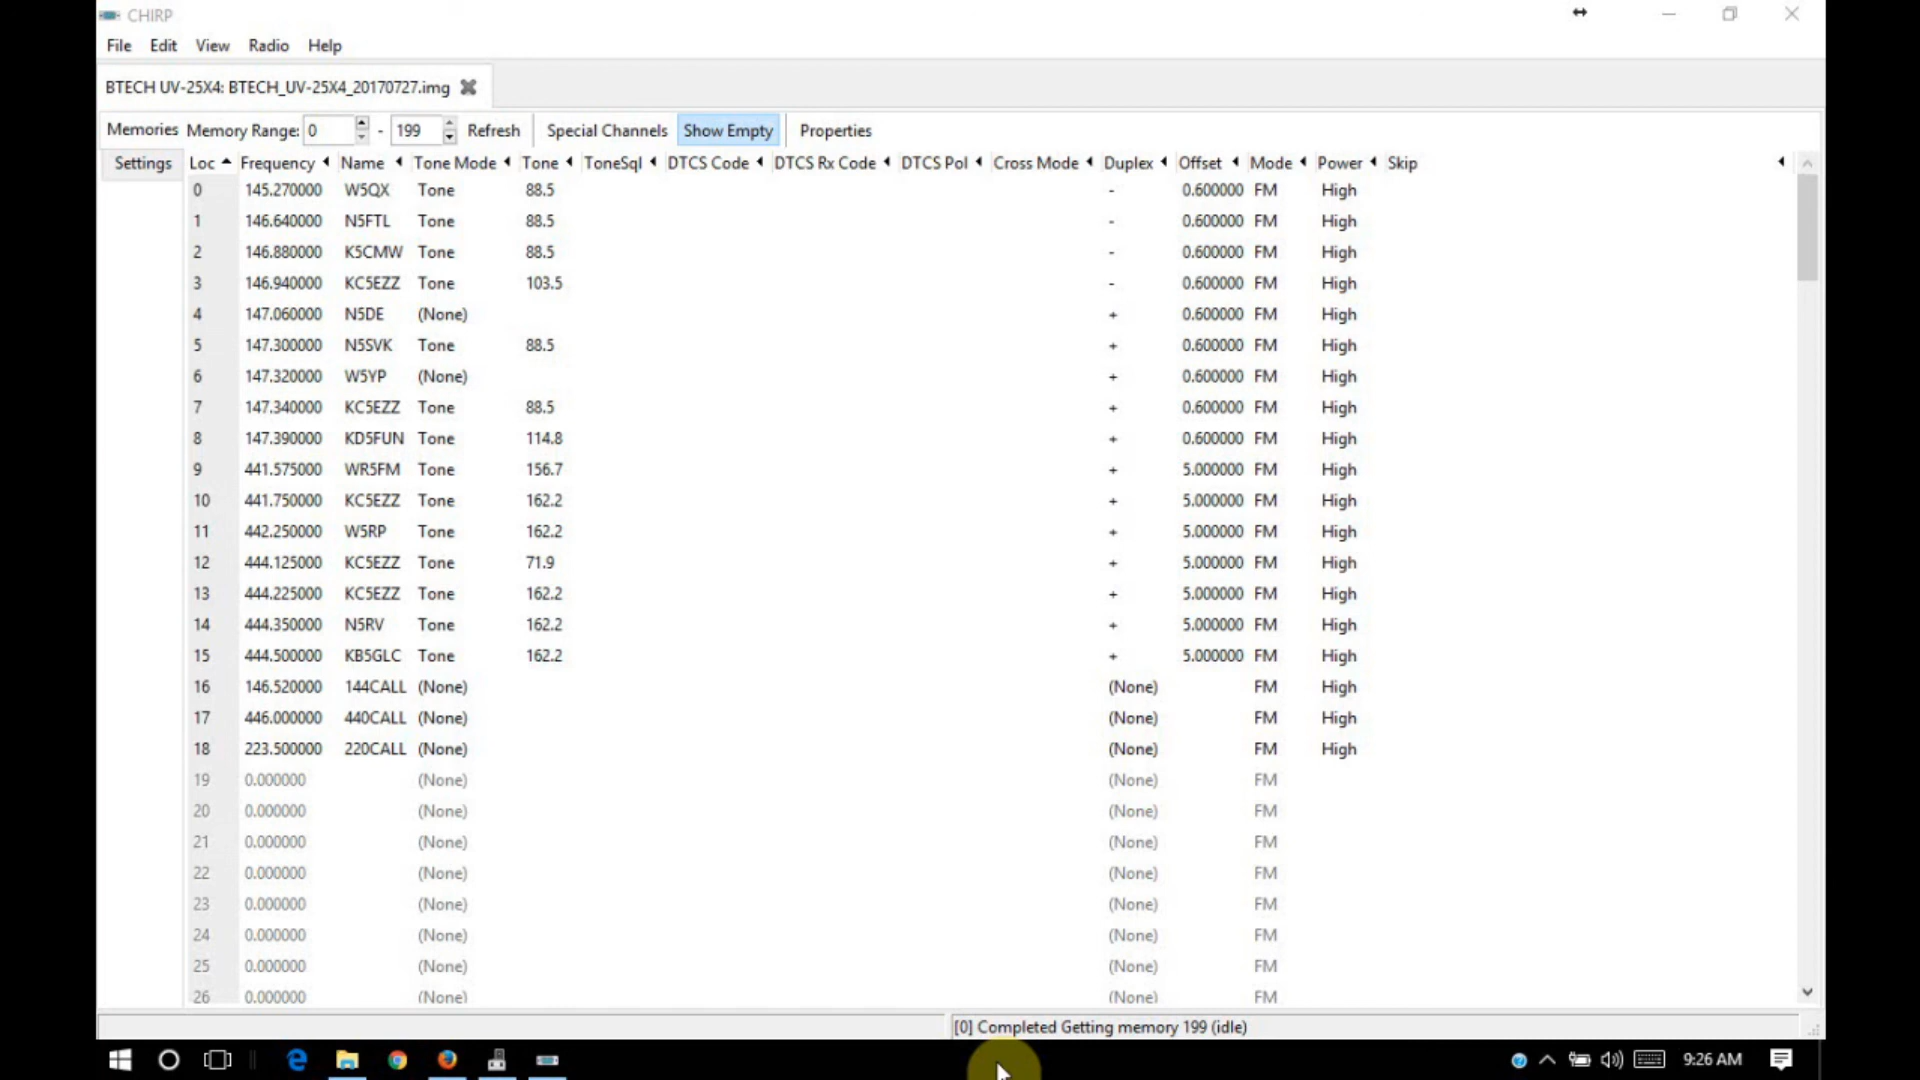 CHIRP
File Edit View Radio Help
BTECH UV-25X4: BTECH_UV-25X4_20170727.img
Memories Memory Range: 0 - 199 Refresh Special Channels Show Empty Properties
Settings Loc Frequency Name Tone Mode Tone ToneSql DTCS Code DTCS Rx Code DTCS Pol Cross Mode Duplex Offset Mode Power Skip
0 145.270000 W5QX Tone 88.5 - 0.600000 FM High
1 146.640000 N5FTL Tone 88.5 - 0.600000 FM High
2 146.880000 K5CMW Tone 88.5 - 0.600000 FM High
3 146.940000 KC5EZZ Tone 103.5 - 0.600000 FM High
4 147.060000 N5DE (None) + 0.600000 FM High
5 147.300000 N5SVK Tone 88.5 + 0.600000 FM High
6 147.320000 W5YP (None) + 0.600000 FM High
7 147.340000 KC5EZZ Tone 88.5 + 0.600000 FM High
8 147.390000 KD5FUN Tone 114.8 + 0.600000 FM High
9 441.575000 WR5FM Tone 156.7 + 5.000000 FM High
10 441.750000 KC5EZZ Tone 162.2 + 5.000000 FM High
11 442.250000 W5RP Tone 162.2 + 5.000000 FM High
12 444.125000 KC5EZZ Tone 71.9 + 5.000000 FM High
13 444.225000 KC5EZZ Tone 162.2 + 5.000000 FM High
14 444.350000 N5RV Tone 162.2 + 5.000000 FM High
15 444.500000 KB5GLC Tone 162.2 + 5.000000 FM High
16 146.520000 144CALL (None) (None) FM High
17 446.000000 440CALL (None) (None) FM High
18 223.500000 220CALL (None) (None) FM High
19 0.000000 (None) (None) FM
20 0.000000 (None) (None) FM
21 0.000000 (None) (None) FM
22 0.000000 (None) (None) FM
23 0.000000 (None) (None) FM
24 0.000000 (None) (None) FM
25 0.000000 (None) (None) FM
26 0.000000 (None) (None) FM
[0] Completed Getting memory 199 (idle)
9:26 AM